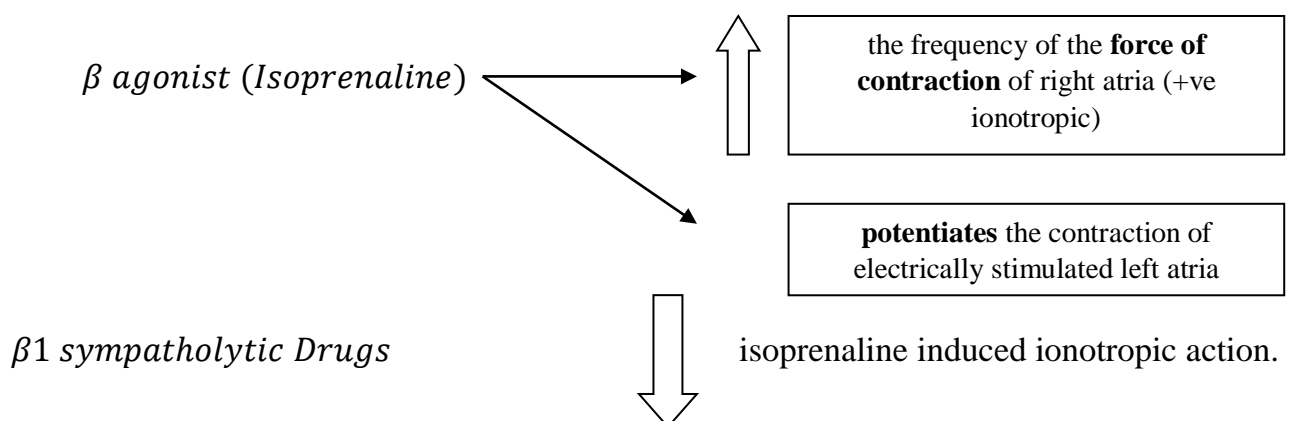 the frequency of the force of
β agonist (Isoprenaline)
contraction of right atria (+ve
ionotropic)
potentiates the contraction of
electrically stimulated left atria
β1 sympatholytic Drugs
isoprenaline induced ionotropic action.